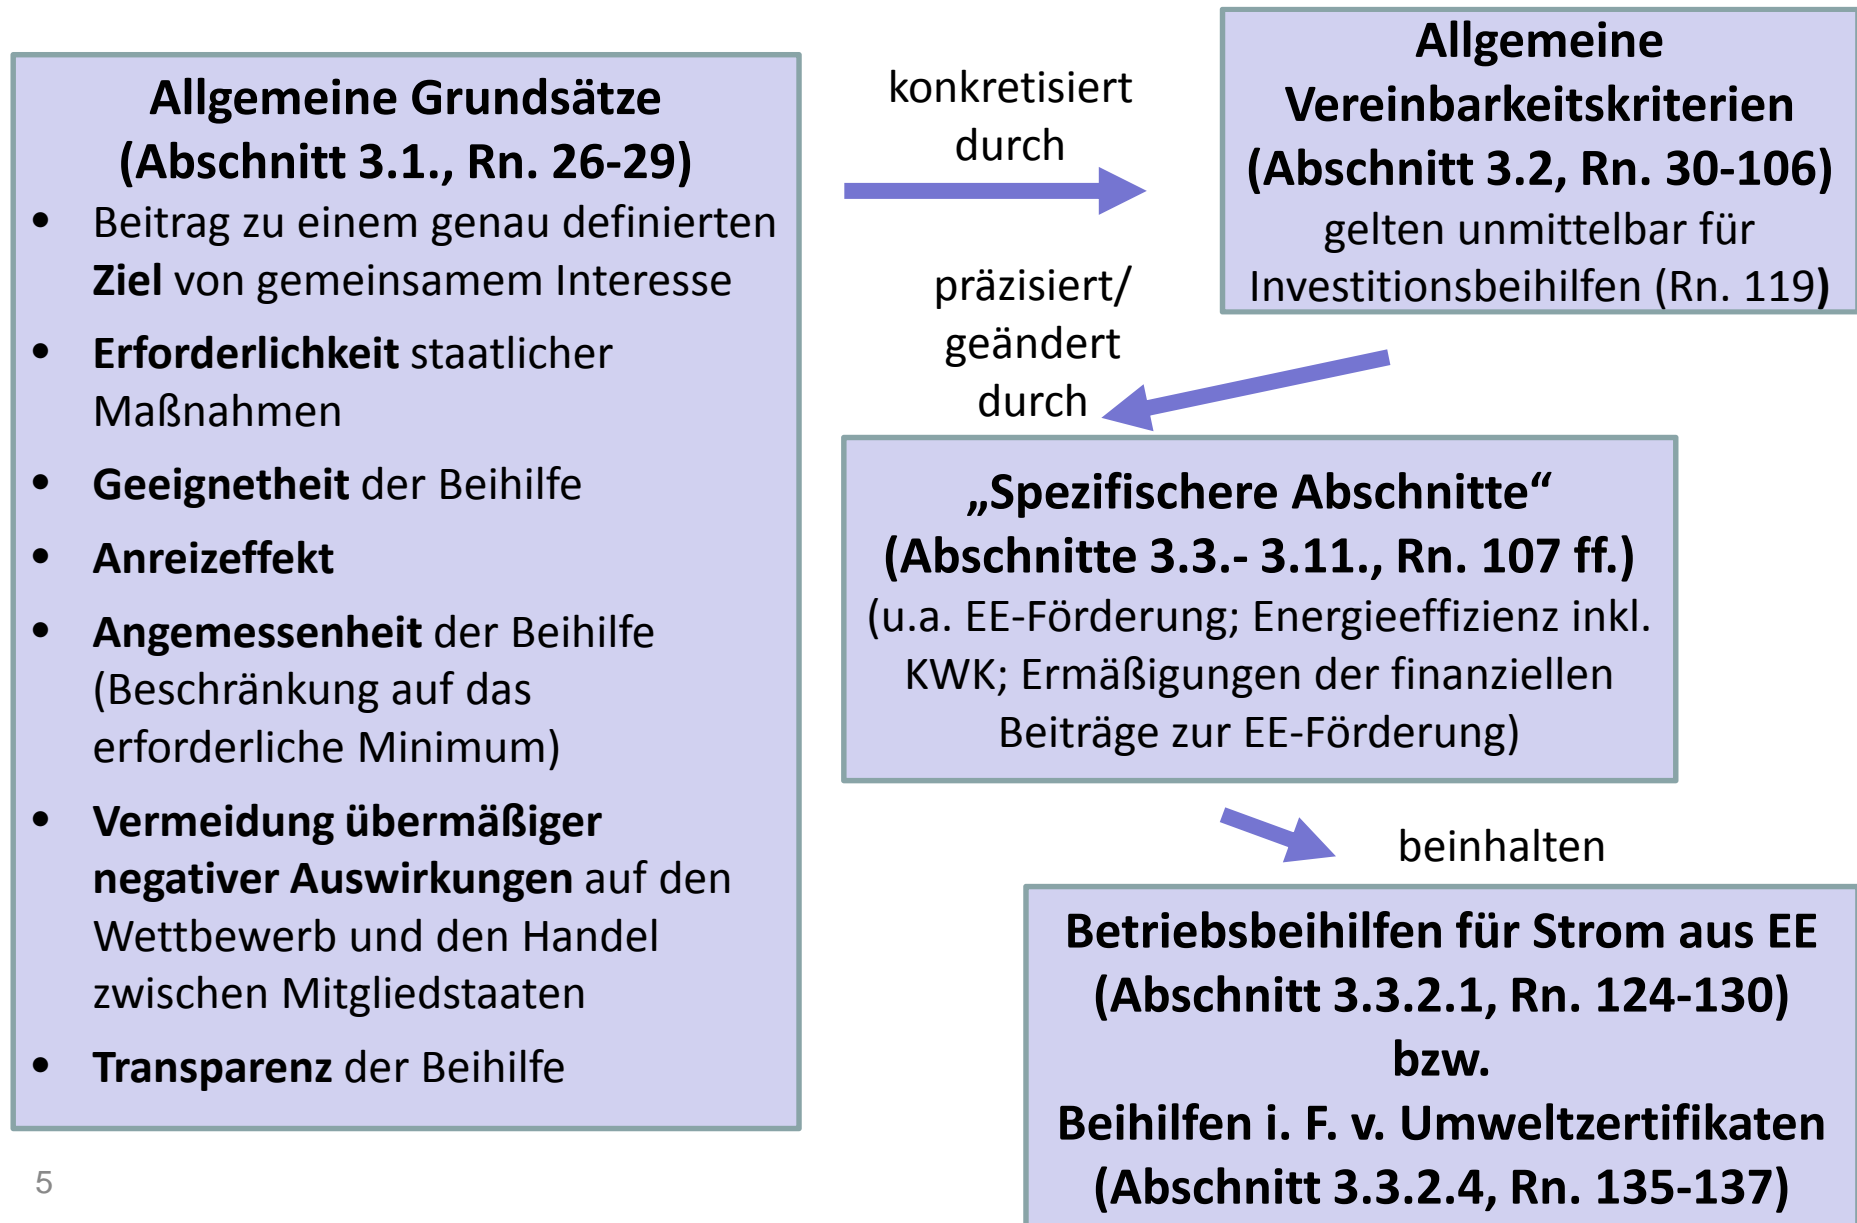 Allgemeine Grundsätze
(Abschnitt 3.1., Rn. 26-29)
• Beitrag zu einem genau definierten
Ziel von gemeinsamem Interesse
• Erforderlichkeit staatlicher
Maßnahmen
• Geeignetheit der Beihilfe
• Anreizeffekt
• Angemessenheit der Beihilfe
(Beschränkung auf das
erforderliche Minimum)
• Vermeidung übermäßiger
negativer Auswirkungen auf den
Wettbewerb und den Handel
zwischen Mitgliedstaaten
• Transparenz der Beihilfe
konkretisiert
durch
Allgemeine
Vereinbarkeitskriterien
(Abschnitt 3.2, Rn. 30-106)
gelten unmittelbar für
Investitionsbeihilfen (Rn. 119)
präzisiert/
geändert
durch
„Spezifischere Abschnitte“
(Abschnitte 3.3.- 3.11., Rn. 107 ff.)
(u.a. EE-Förderung; Energieeffizienz inkl.
KWK; Ermäßigungen der finanziellen
Beiträge zur EE-Förderung)
beinhalten
Betriebsbeihilfen für Strom aus EE
(Abschnitt 3.3.2.1, Rn. 124-130)
bzw.
Beihilfen i. F. v. Umweltzertifikaten
(Abschnitt 3.3.2.4, Rn. 135-137)
5